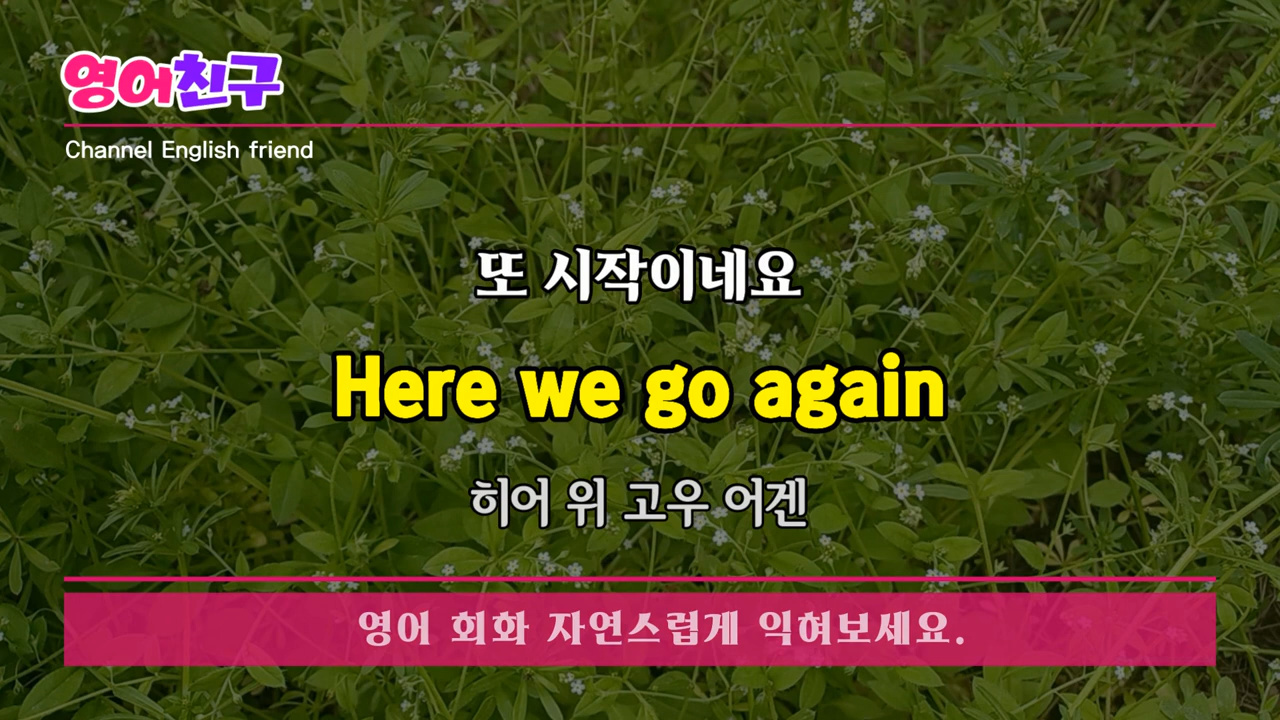 영어친구
Channel English friend
또 시작이네요
Here we go again
히어 위 고우 어겐
영어 회화 자연스럽게 익혀보세요.